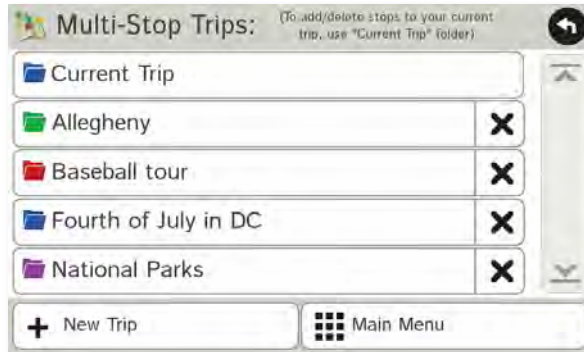 Multi-Stop Trips:
(To add/delete stops to your current
trip, use "Current Trip" folder)
Current Trip
Allegheny
Baseball tour
Fourth of July in DC
National Parks
New Trip
Main Menu